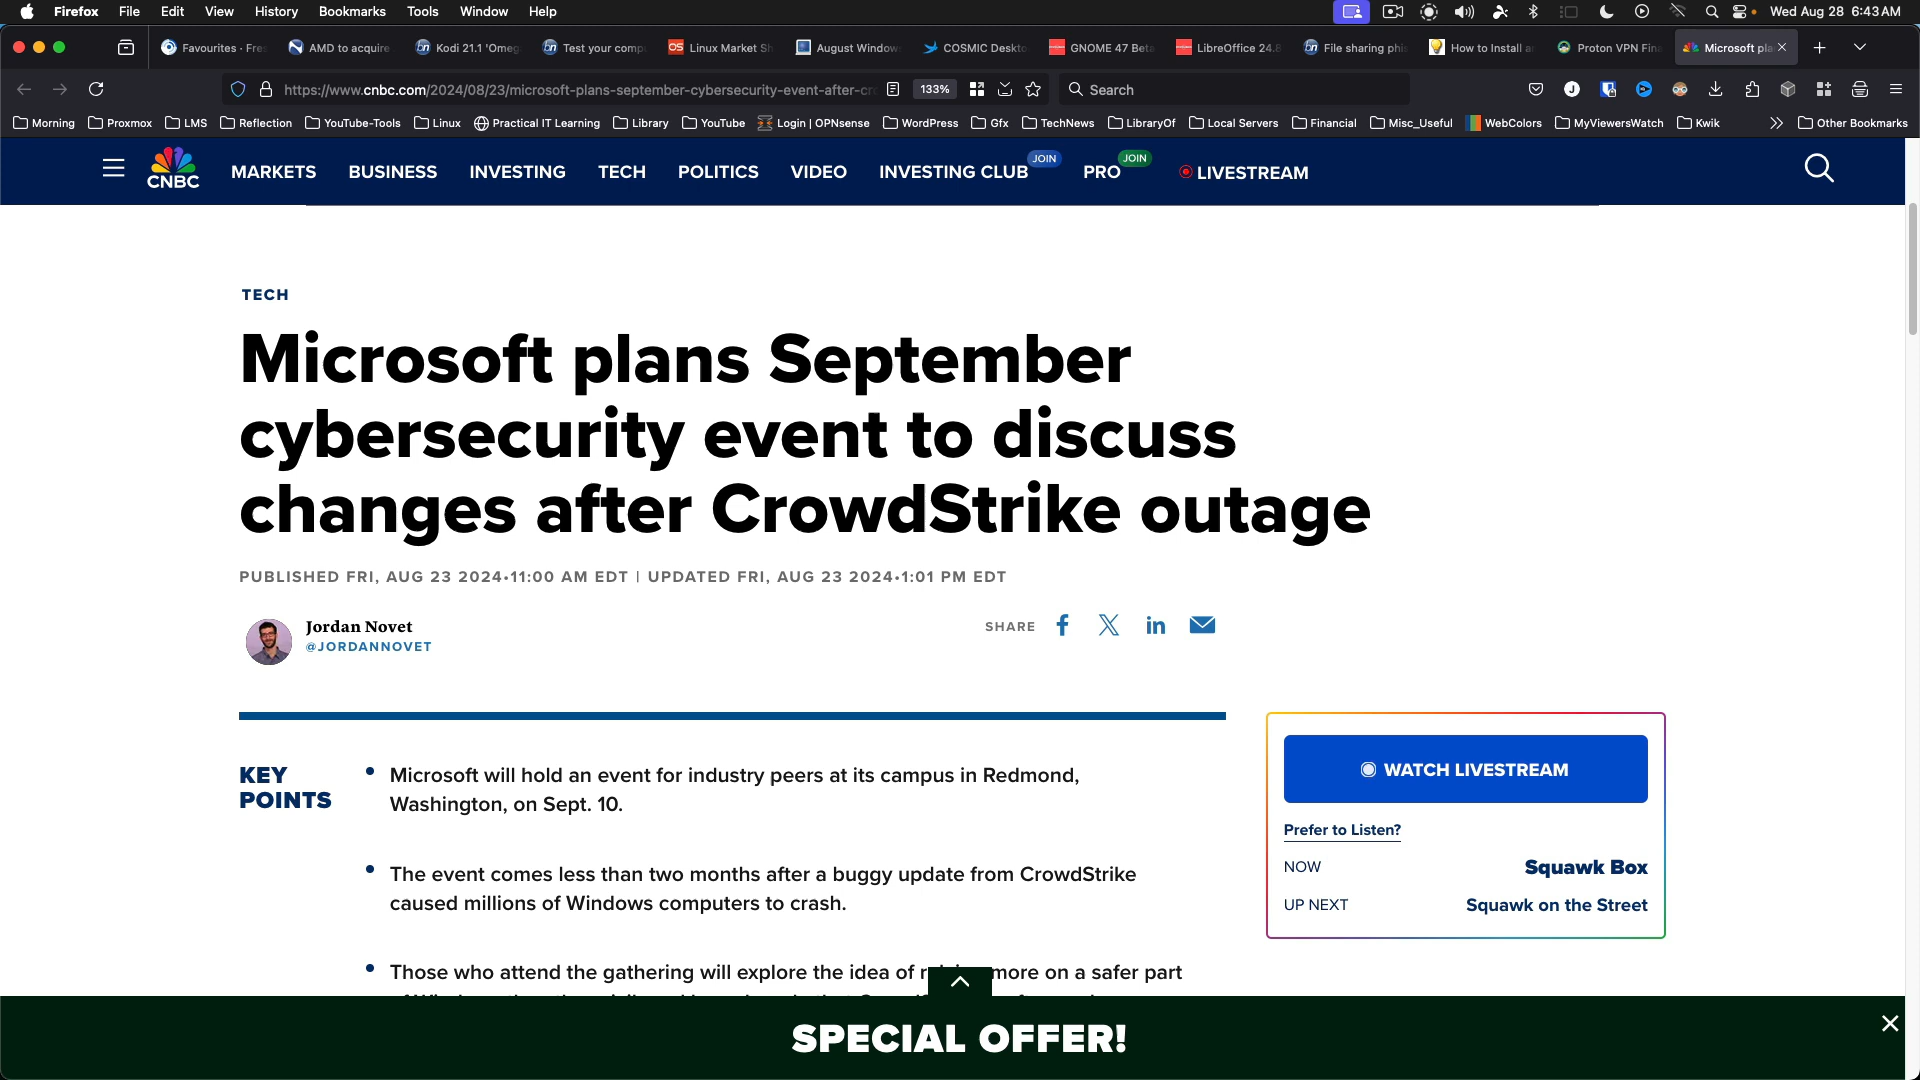 Firefox File Edit View History Bookmarks Tools Window Help Wed Aug 28 6:43 AM
Favourites · Fre AMD to acquire Kodi 21.1 'Omeg Test your comp Linux Market Sh August Window COSMIC Deskto GNOME 47 Beta LibreOffice 24.8 File sharing phi How to Install a Proton VPN Fin Microsoft pla
https://www.cnbc.com/2024/08/23/microsoft-plans-september-cybersecurity-event-after-cr 133% Search
Morning Proxmox LMS Reflection YouTube-Tools Linux Practical IT Learning Library YouTube Login | OPNsense WordPress Gfx TechNews LibraryOf Local Servers Financial Misc_Useful WebColors MyViewersWatch Kwik Other Bookmarks
CNBC MARKETS BUSINESS INVESTING TECH POLITICS VIDEO INVESTING CLUB JOIN PRO JOIN LIVESTREAM
TECH
Microsoft plans September
cybersecurity event to discuss
changes after CrowdStrike outage
PUBLISHED FRI, AUG 23 2024•11:00 AM EDT | UPDATED FRI, AUG 23 2024•1:01 PM EDT
Jordan Novet
@JORDANNOVET
SHARE
KEY
POINTS
• Microsoft will hold an event for industry peers at its campus in Redmond,
Washington, on Sept. 10.
• The event comes less than two months after a buggy update from CrowdStrike
caused millions of Windows computers to crash.
• Those who attend the gathering will explore the idea of more on a safer part
WATCH LIVESTREAM
Prefer to Listen?
NOW Squawk Box
UP NEXT Squawk on the Street
SPECIAL OFFER!